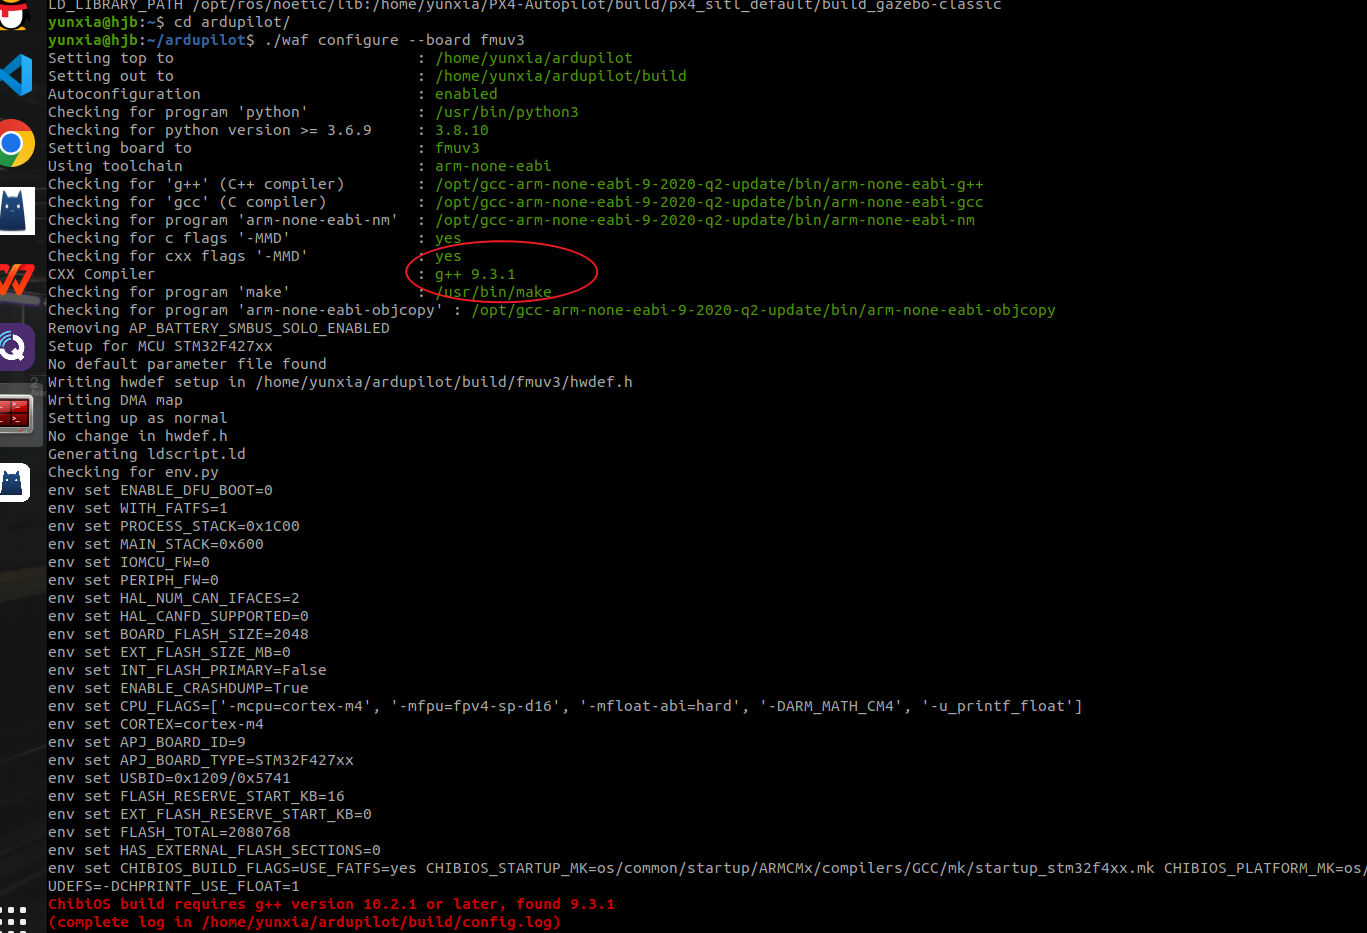 LD_LIBRARY_PATH /opt/ros/noetic/lib:/home/yunxia/PX4-Autopilot/build/px4_sitl_default/build_gazebo-classic
yunxia@hjb:~$ cd ardupilot/
yunxia@hjb:~/ardupilot$ ./waf configure --board fmuv3
Setting top to : /home/yunxia/ardupilot
Setting out to : /home/yunxia/ardupilot/build
Autoconfiguration : enabled
Checking for program 'python' : /usr/bin/python3
Checking for python version >= 3.6.9 : 3.8.10
Setting board to : fmuv3
Using toolchain : arm-none-eabi
Checking for 'g++' (C++ compiler) : /opt/gcc-arm-none-eabi-9-2020-q2-update/bin/arm-none-eabi-g++
Checking for 'gcc' (C compiler) : /opt/gcc-arm-none-eabi-9-2020-q2-update/bin/arm-none-eabi-gcc
Checking for program 'arm-none-eabi-nm' : /opt/gcc-arm-none-eabi-9-2020-q2-update/bin/arm-none-eabi-nm
Checking for c flags '-MMD' : yes
Checking for cxx flags '-MMD' : yes
CXX Compiler : g++ 9.3.1
Checking for program 'make' : /usr/bin/make
Checking for program 'arm-none-eabi-objcopy' : /opt/gcc-arm-none-eabi-9-2020-q2-update/bin/arm-none-eabi-objcopy
Removing AP_BATTERY_SMBUS_SOLO_ENABLED
Setup for MCU STM32F427xx
No default parameter file found
Writing hwdef setup in /home/yunxia/ardupilot/build/fmuv3/hwdef.h
Writing DMA map
Setting up as normal
No change in hwdef.h
Generating ldscript.ld
Checking for env.py
env set ENABLE_DFU_BOOT=0
env set WITH_FATFS=1
env set PROCESS_STACK=0x1C00
env set MAIN_STACK=0x600
env set IOMCU_FW=0
env set PERIPH_FW=0
env set HAL_NUM_CAN_IFACES=2
env set HAL_CANFD_SUPPORTED=0
env set BOARD_FLASH_SIZE=2048
env set EXT_FLASH_SIZE_MB=0
env set INT_FLASH_PRIMARY=False
env set ENABLE_CRASHDUMP=True
env set CPU_FLAGS=['-mcpu=cortex-m4', '-mfpu=fpv4-sp-d16', '-mfloat-abi=hard', '-DARM_MATH_CM4', '-u_printf_float']
env set CORTEX=cortex-m4
env set APJ_BOARD_ID=9
env set APJ_BOARD_TYPE=STM32F427xx
env set USBID=0x1209/0x5741
env set FLASH_RESERVE_START_KB=16
env set EXT_FLASH_RESERVE_START_KB=0
env set FLASH_TOTAL=2080768
env set HAS_EXTERNAL_FLASH_SECTIONS=0
env set CHIBIOS_BUILD_FLAGS=USE_FATFS=yes CHIBIOS_STARTUP_MK=os/common/startup/ARMCMx/compilers/GCC/mk/startup_stm32f4xx.mk CHIBIOS_PLATFORM_MK=os/
UDEFS=-DCHPRINTF_USE_FLOAT=1
ChibiOS build requires g++ version 10.2.1 or later, found 9.3.1
(complete log in /home/yunxia/ardupilot/build/config.log)